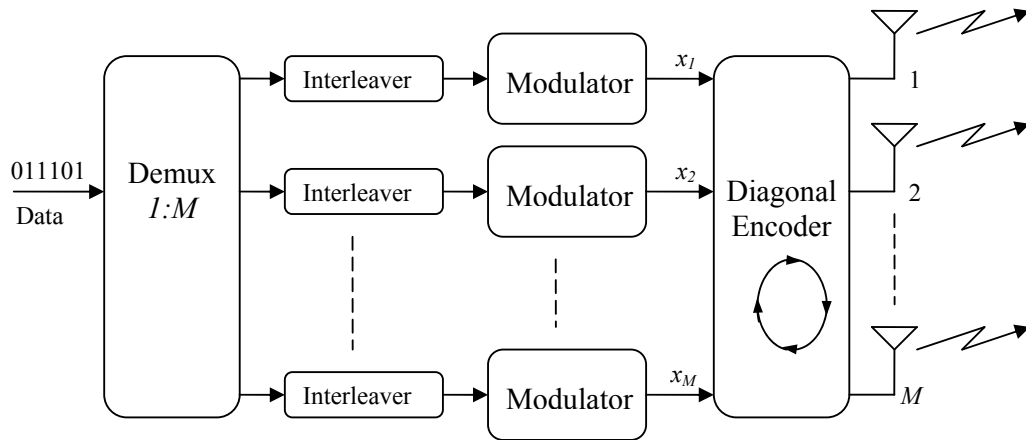 Interleaver
Modulator
x1
1
011101
Data
Demux
1:M
Interleaver
Modulator
x2
Diagonal
Encoder
2
Interleaver
Modulator
xM
M